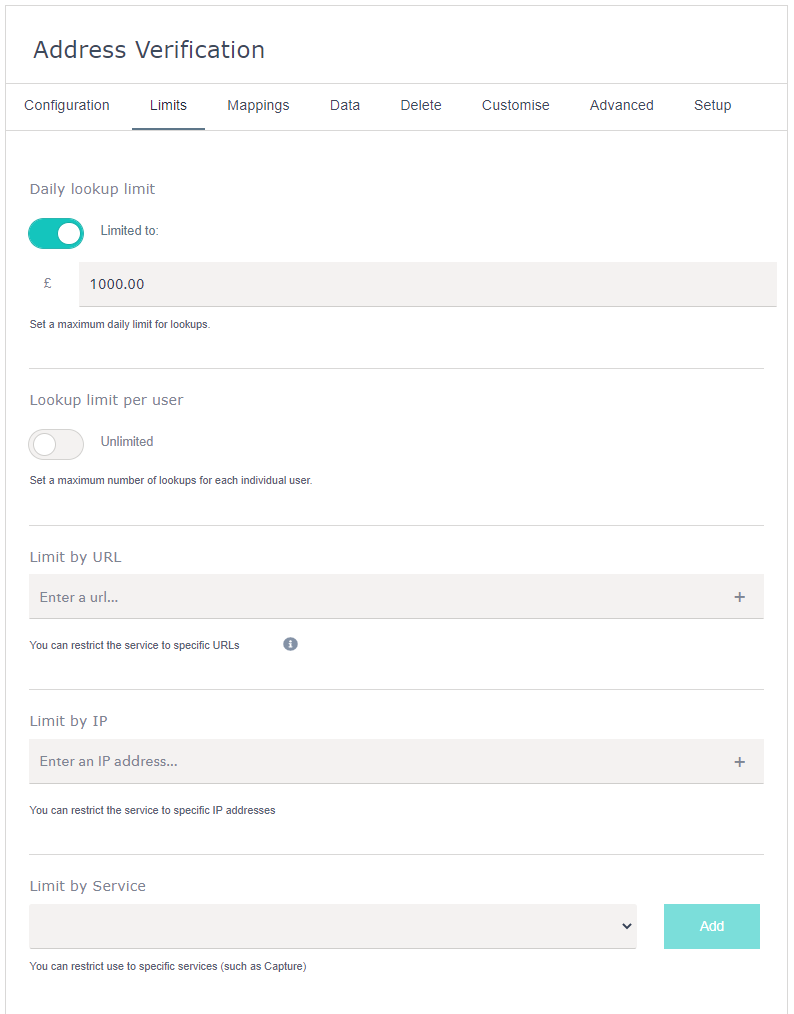 Address Verification
Configuration Limits Mappings Data Delete Customise Advanced Setup
Daily lookup limit
Limited to:
£ 1000.00
Set a maximum daily limit for lookups.
Lookup limit per user
Unlimited
Set a maximum number of lookups for each individual user.
Limit by URL
Enter a url... +
You can restrict the service to specific URLs i
Limit by IP
Enter an IP address... +
You can restrict the service to specific IP addresses
Limit by Service
Add
You can restrict use to specific services (such as Capture)